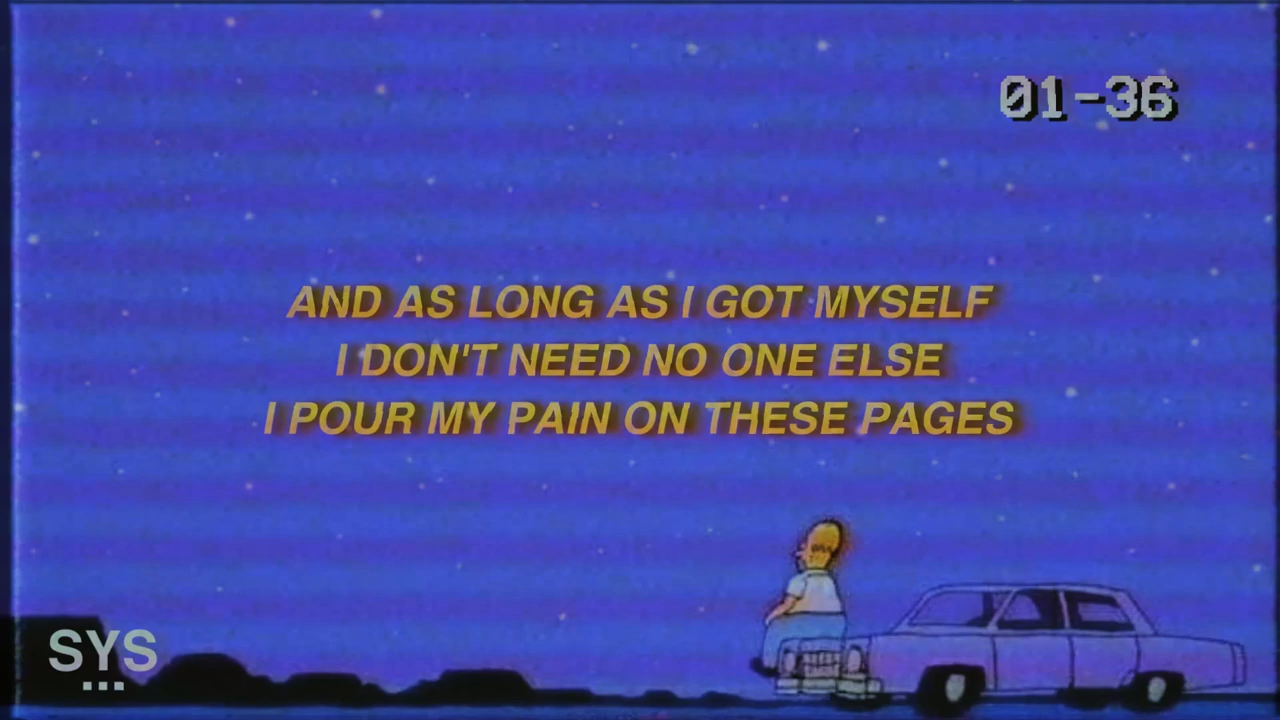 01-36
AND AS LONG AS I GOT MYSELF
I DON'T NEED NO ONE ELSE
I POUR MY PAIN ON THESE PAGES
SYS
...